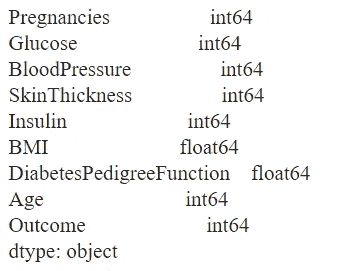 Pregnancies int64
Glucose int64
BloodPressure int64
SkinThickness int64
Insulin int64
BMI float64
DiabetesPedigreeFunction float64
Age int64
Outcome int64
dtype: object